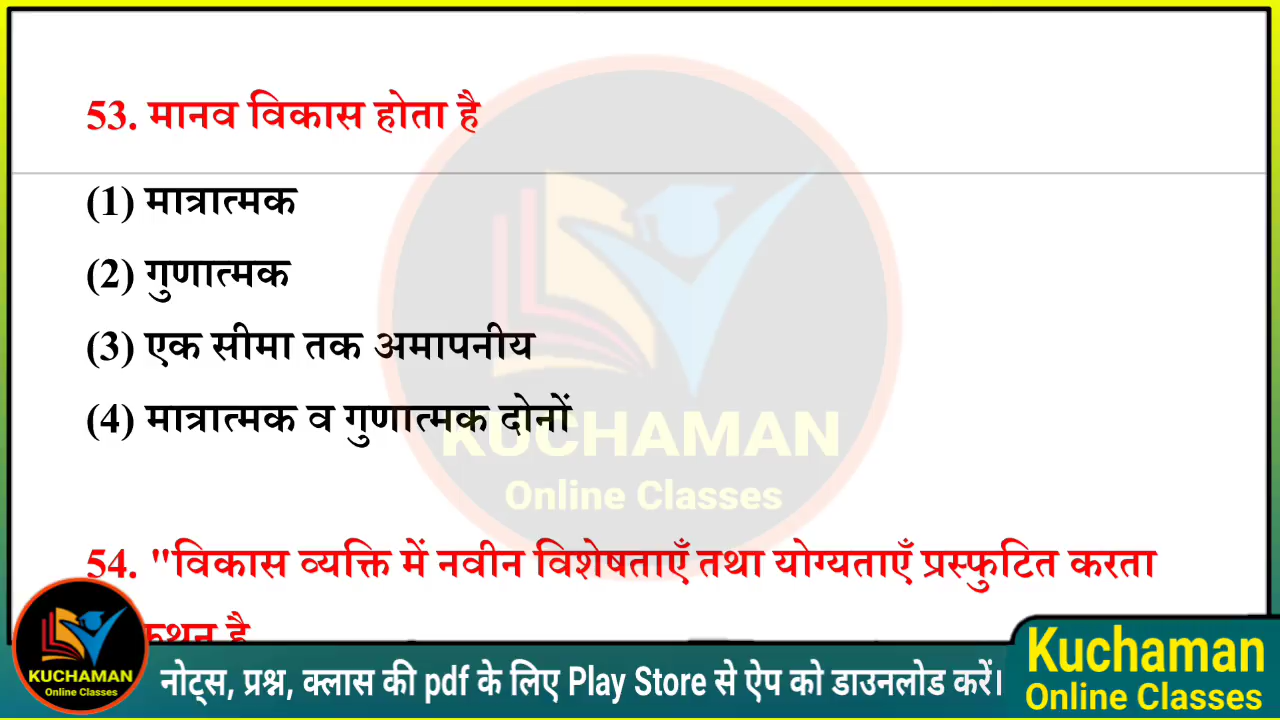 53. मानव विकास होता है
(1) मात्रात्मक
(2) गुणात्मक
(3) एक सीमा तक अमापनीय
(4) मात्रात्मक व गुणात्मक दोनों
KUCHAMAN
Online Classes
54. "विकास व्यक्ति में नवीन विशेषताएँ तथा योग्यताएँ प्रस्फुटित करता
है
KUCHAMAN
Online Classes
नोट्स, प्रश्न, क्लास की pdf के लिए Play Store से ऐप को डाउनलोड करें।
Kuchaman
Online Classes